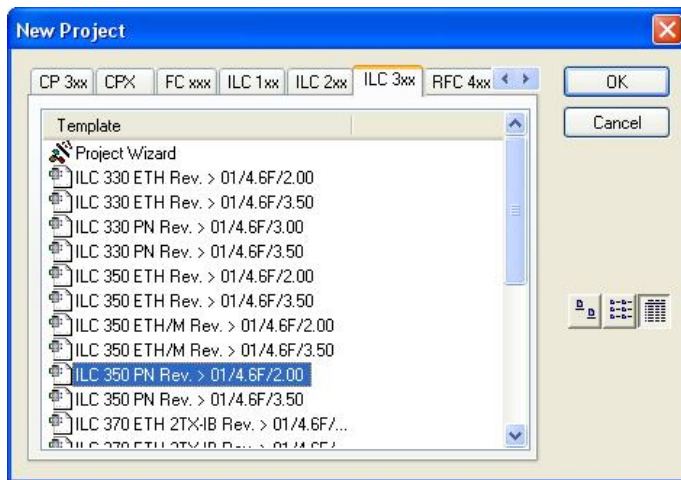 New Project
CP 3xx CPX FC xxx ILC 1xx ILC 2xx ILC 3xx RFC 4xx
OK
Template
Cancel
Project Wizard
ILC 330 ETH Rev. > 01/4.6F/2.00
ILC 330 ETH Rev. > 01/4.6F/3.50
ILC 330 PN Rev. > 01/4.6F/3.00
ILC 330 PN Rev. > 01/4.6F/3.50
ILC 350 ETH Rev. > 01/4.6F/2.00
ILC 350 ETH Rev. > 01/4.6F/3.50
ILC 350 ETH/M Rev. > 01/4.6F/2.00
ILC 350 ETH/M Rev. > 01/4.6F/3.50
ILC 350 PN Rev. > 01/4.6F/2.00
ILC 350 PN Rev. > 01/4.6F/3.50
ILC 370 ETH 2TX-IB Rev. > 01/4.6F/...